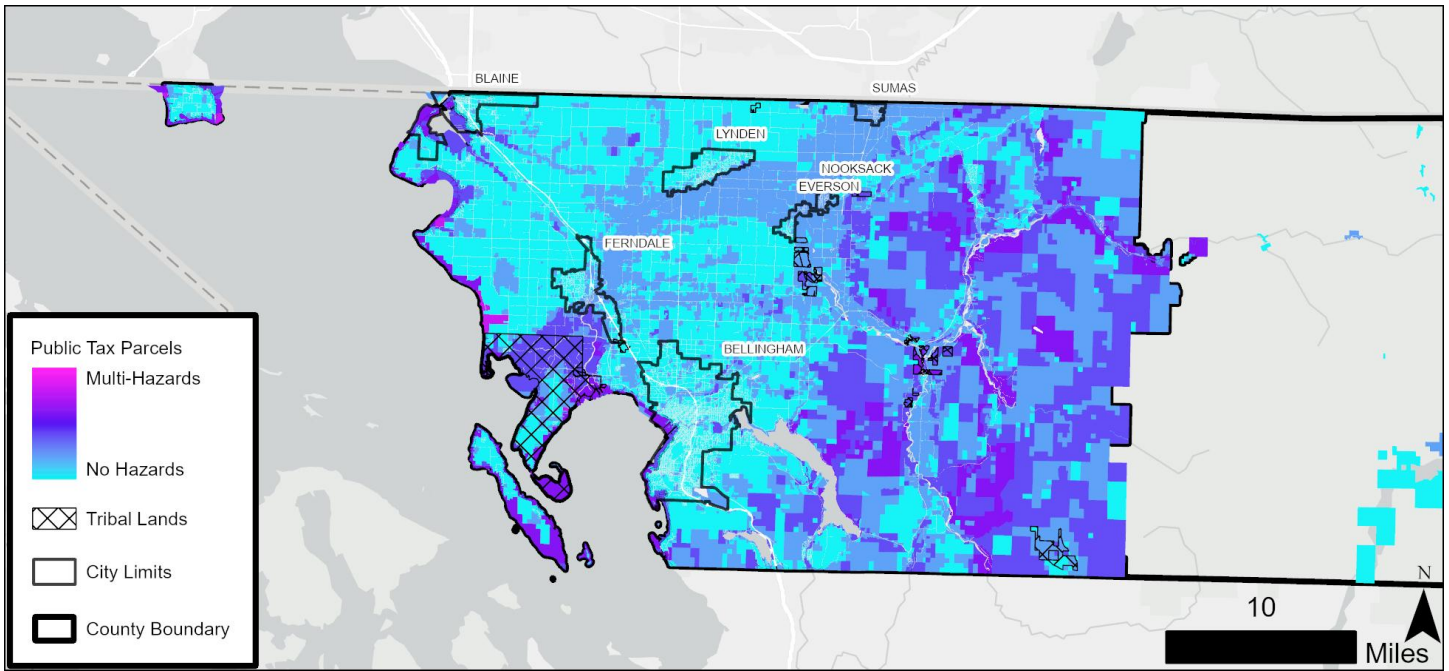 BLAINE
SUMAS
LYNDEN
NOOKSACK
EVERSON
FERNDALE
BELLINGHAM
Public Tax Parcels
Multi-Hazards
No Hazards
Tribal Lands
City Limits
County Boundary
N
10
Miles